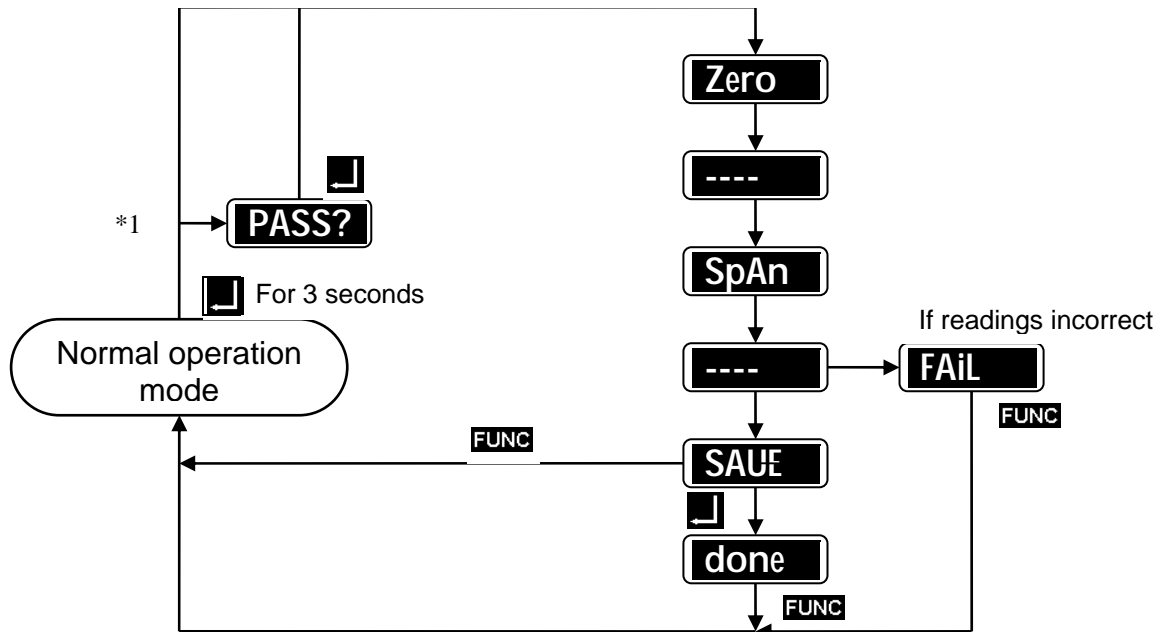 Zero
----
*1
PASS?
SpAn
For 3 seconds
If readings incorrect
Normal operation
mode
----
FAiL
FUNC
FUNC
SAUE
done
FUNC